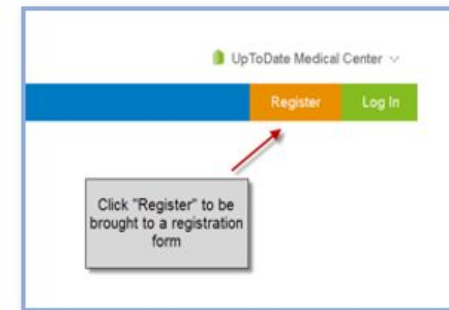 UpToDate Medical Center
Register Log In
Click "Register" to be
brought to a registration
form